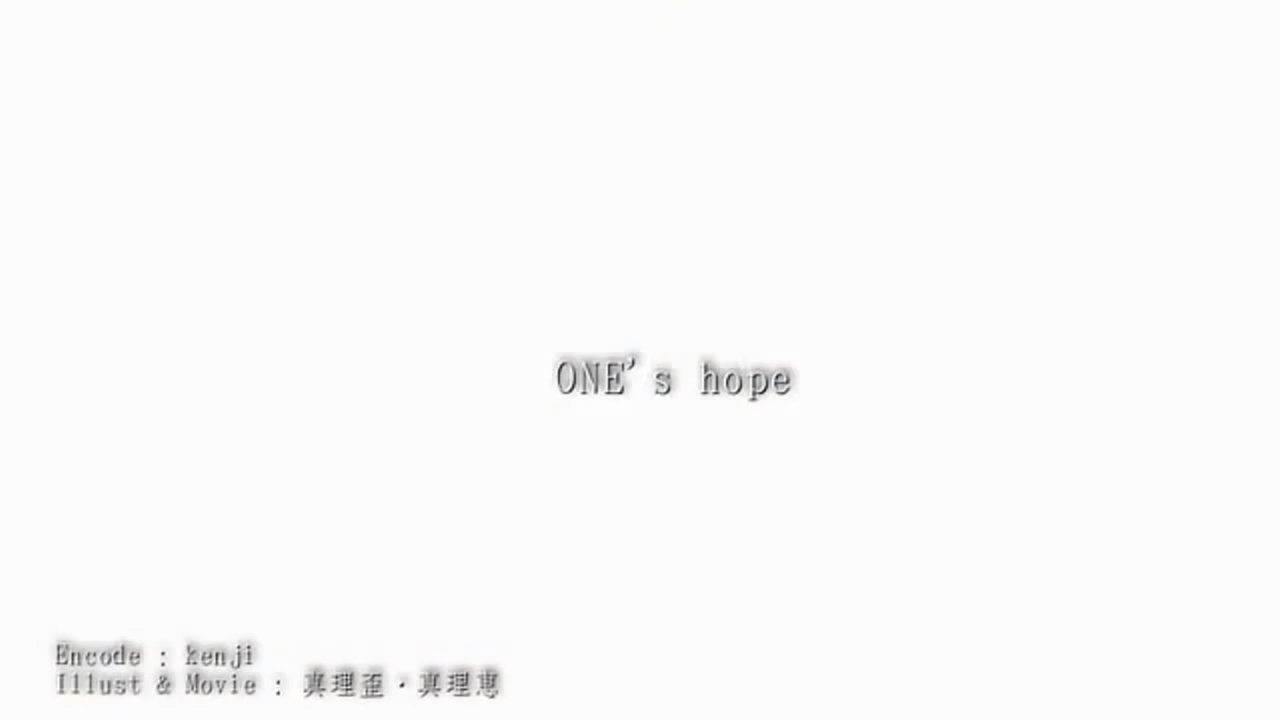 ONE's hope
Encode : kenji
Illust & Movie : 真理歪・真理恵